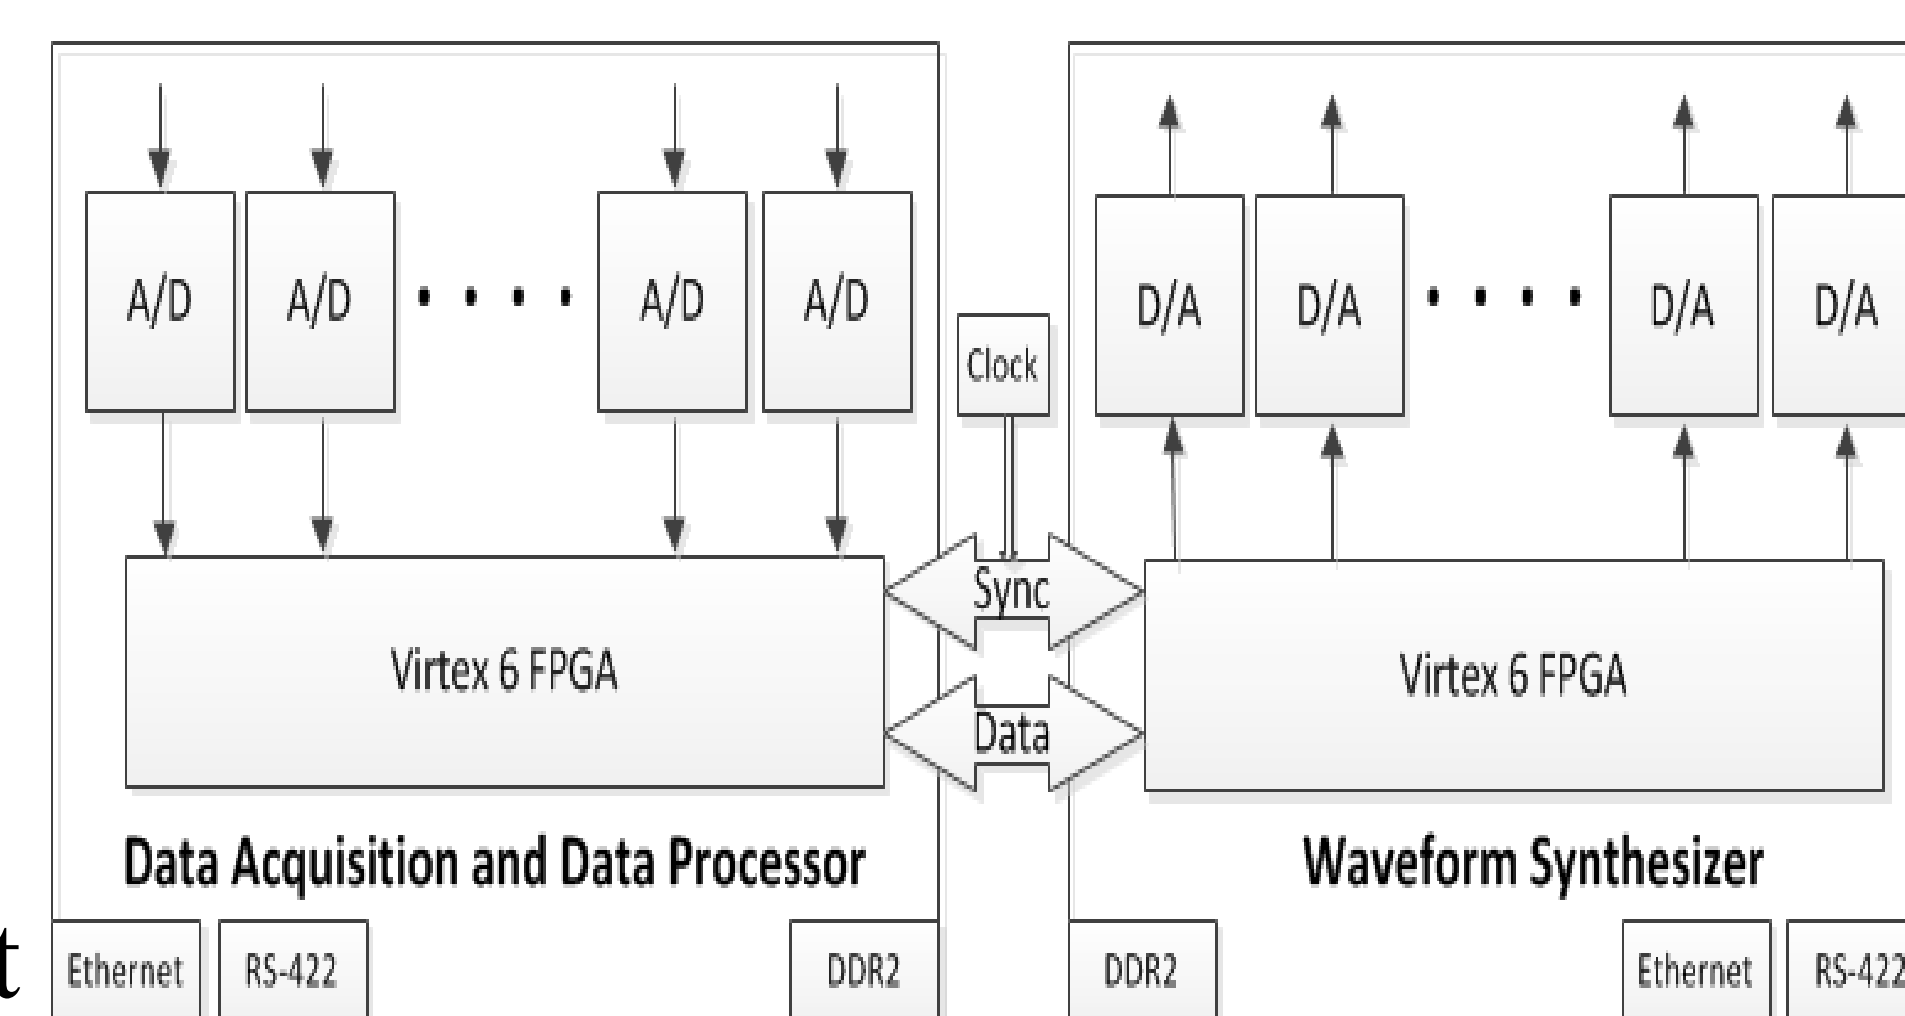 A/D A/D • • • • A/D A/D
D/A D/A • • • • D/A D/A
Clock
Sync
Virtex 6 FPGA
Virtex 6 FPGA
Data
Data Acquisition and Data Processor
Waveform Synthesizer
t
Ethernet RS-422 DDR2
DDR2 Ethernet RS-422